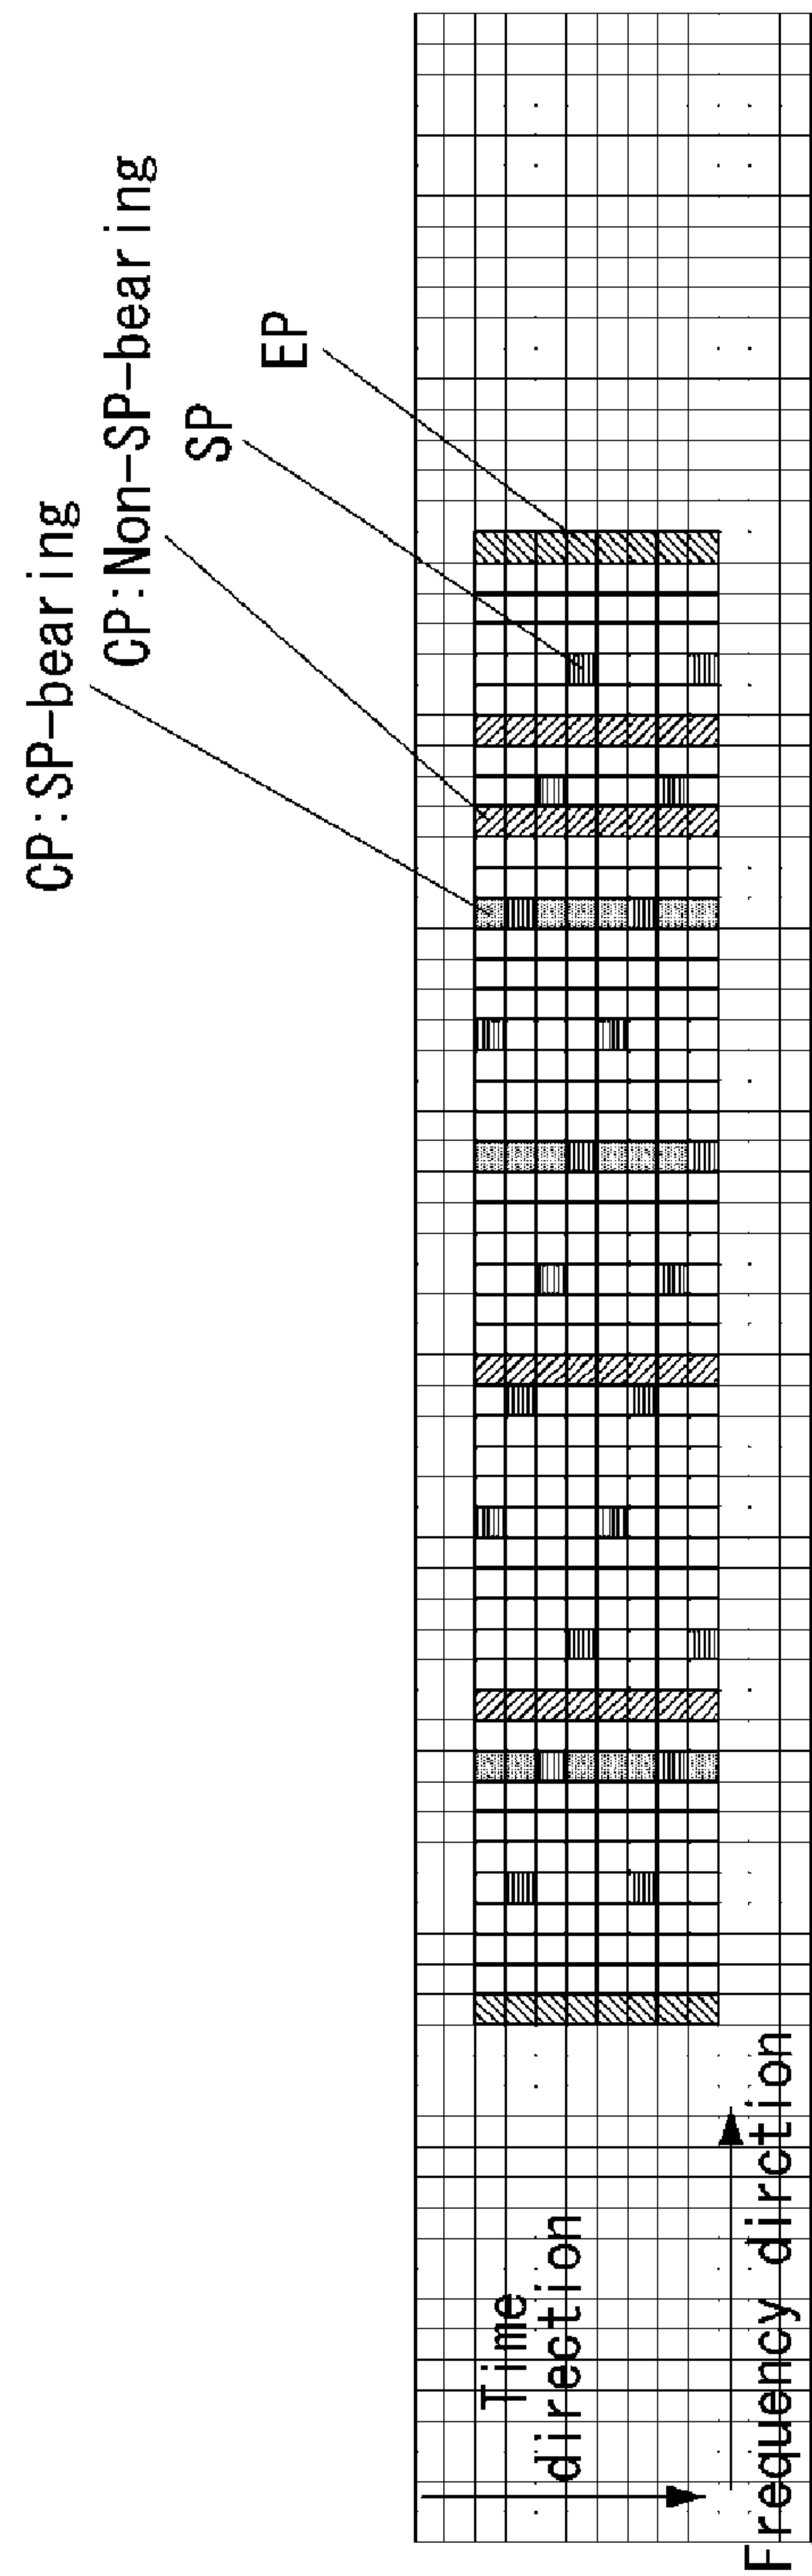 CP:SP-bearing
CP:Non-SP-bearing
SP
EP
Time
direction
Frequency direction